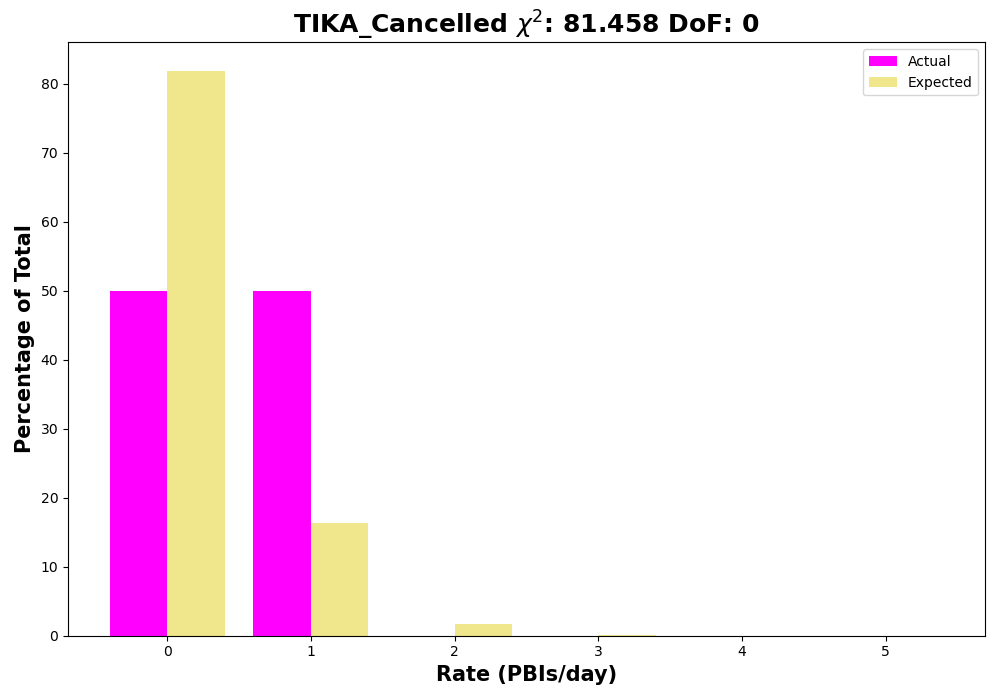 TIKA_Cancelled χ²: 81.458 DoF: 0
Actual
Expected
Percentage of Total
80
70
60
50
40
30
20
10
0
0 1 2 3 4 5
Rate (PBIs/day)